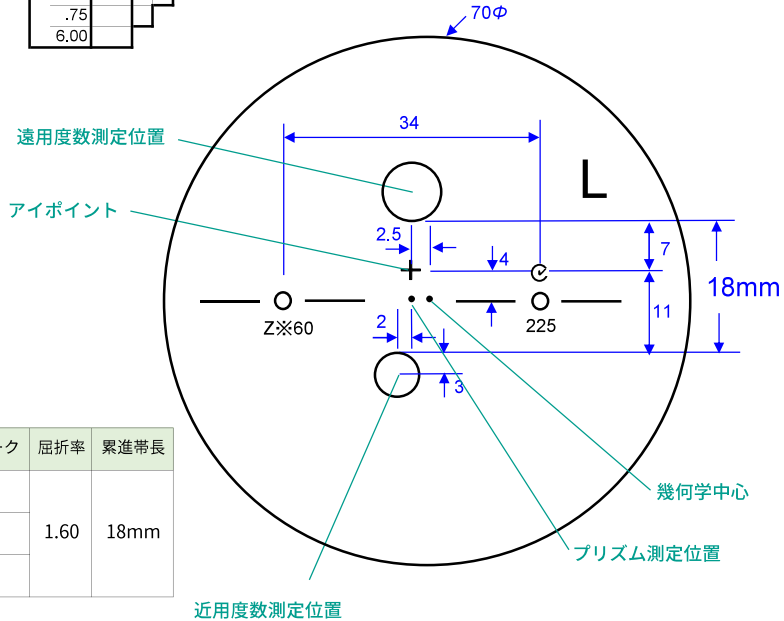 .75
6.00
70Φ
遠用度数測定位置
34
L
アイポイント
2.5
4
7
18mm
11
Z※60
225
2
3
ーク 屈折率 累進帯長
1.60 18mm
幾何学中心
プリズム測定位置
近用度数測定位置